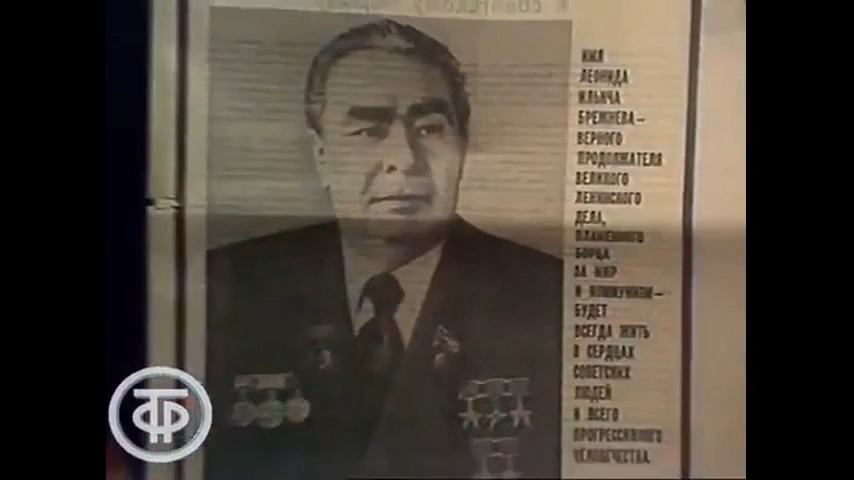 ИМЯ
ЛЕОНИДА
ИЛЬИЧА
БРЕЖНЕВА—
ВЕРНОГО
ПРОДОЛЖАТЕЛЯ
ВЕЛИКОГО
ЛЕНИНСКОГО
ДЕЛА,
ПЛАМЕННОГО
БОРЦА
ЗА МИР
И КОММУНИЗМ—
БУДЕТ
ВСЕГДА ЖИТЬ
В СЕРДЦАХ
СОВЕТСКИХ
ЛЮДЕЙ
И ВСЕГО
ПРОГРЕССИВНОГО
ЧЕЛОВЕЧЕСТВА.